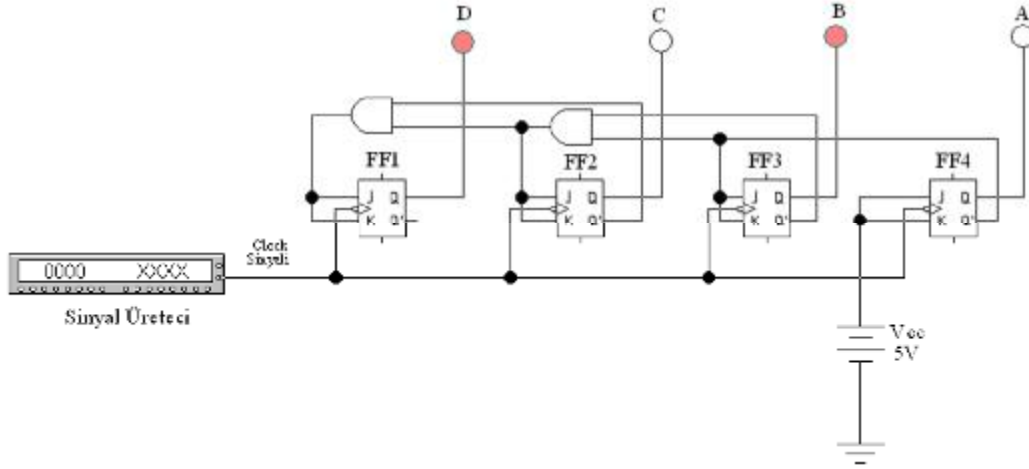 D C B A
FF1 FF2 FF3 FF4
J Q J Q J Q J Q
K Q' K Q' K Q' K Q'
Clock
Sinyali
0000 XXXX
Sinyal Üreteci
Vcc
5V